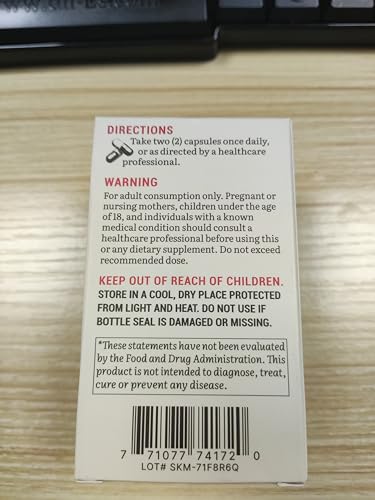 DIRECTIONS
Take two (2) capsules once daily,
or as directed by a healthcare
professional.
WARNING
For adult consumption only. Pregnant or
nursing mothers, children under the age
of 18, and individuals with a known
medical condition should consult a
healthcare professional before using this
or any dietary supplement. Do not exceed
recommended dose.
KEEP OUT OF REACH OF CHILDREN.
STORE IN A COOL, DRY PLACE PROTECTED
FROM LIGHT AND HEAT. DO NOT USE IF
BOTTLE SEAL IS DAMAGED OR MISSING.
*These statements have not been evaluated
by the Food and Drug Administration. This
product is not intended to diagnose, treat,
cure or prevent any disease.
7 71077 74172 0
LOT# SKM-71F8R6Q